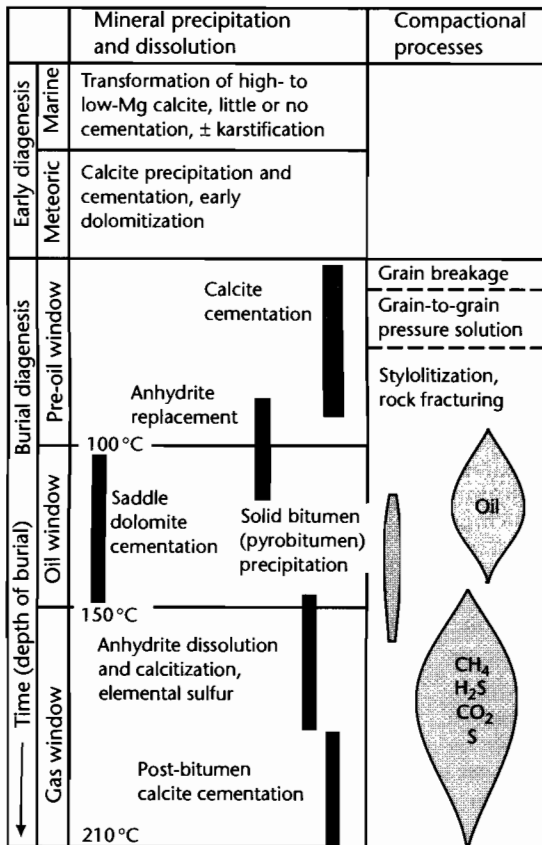 Mineral precipitation
and dissolution
Compactional
processes
Early diagenesis
Marine
Transformation of high- to
low-Mg calcite, little or no
cementation, ± karstification
Meteoric
Calcite precipitation and
cementation, early
dolomitization
Burial diagenesis
Time (depth of burial)
Pre-oil window
Calcite
cementation
Grain breakage
Grain-to-grain
pressure solution
Stylolitization,
rock fracturing
Anhydrite
replacement
100 °C
Oil window
Saddle
dolomite
cementation
Solid bitumen
(pyrobitumen)
precipitation
Oil
150 °C
Gas window
Anhydrite dissolution
and calcitization,
elemental sulfur
CH₄
H₂S
CO₂
S
Post-bitumen
calcite cementation
210 °C